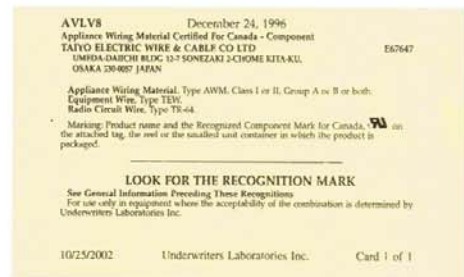 AVLV8 December 24, 1996
Appliance Wiring Material Certified For Canada - Component
TAIYO ELECTRIC WIRE & CABLE CO LTD E67647
UMEDA-DAIICHI BLDG 12-7 SONEZAKI 2-CHOME KITA-KU,
OSAKA 530-0057 JAPAN
Appliance Wiring Material, Type AWM, Class I or II, Group A or B or both.
Equipment Wire, Type TEW.
Radio Circuit Wire, Type TR-64.
Marking: Product name and the Recognized Component Mark for Canada, on
the attached tag, the reel or the smallest unit container in which the product is
packaged.
LOOK FOR THE RECOGNITION MARK
See General Information Preceding These Recognitions
For use only in equipment where the acceptability of the combination is determined by
Underwriters Laboratories Inc.
10/25/2002 Underwriters Laboratories Inc. Card 1 of 1